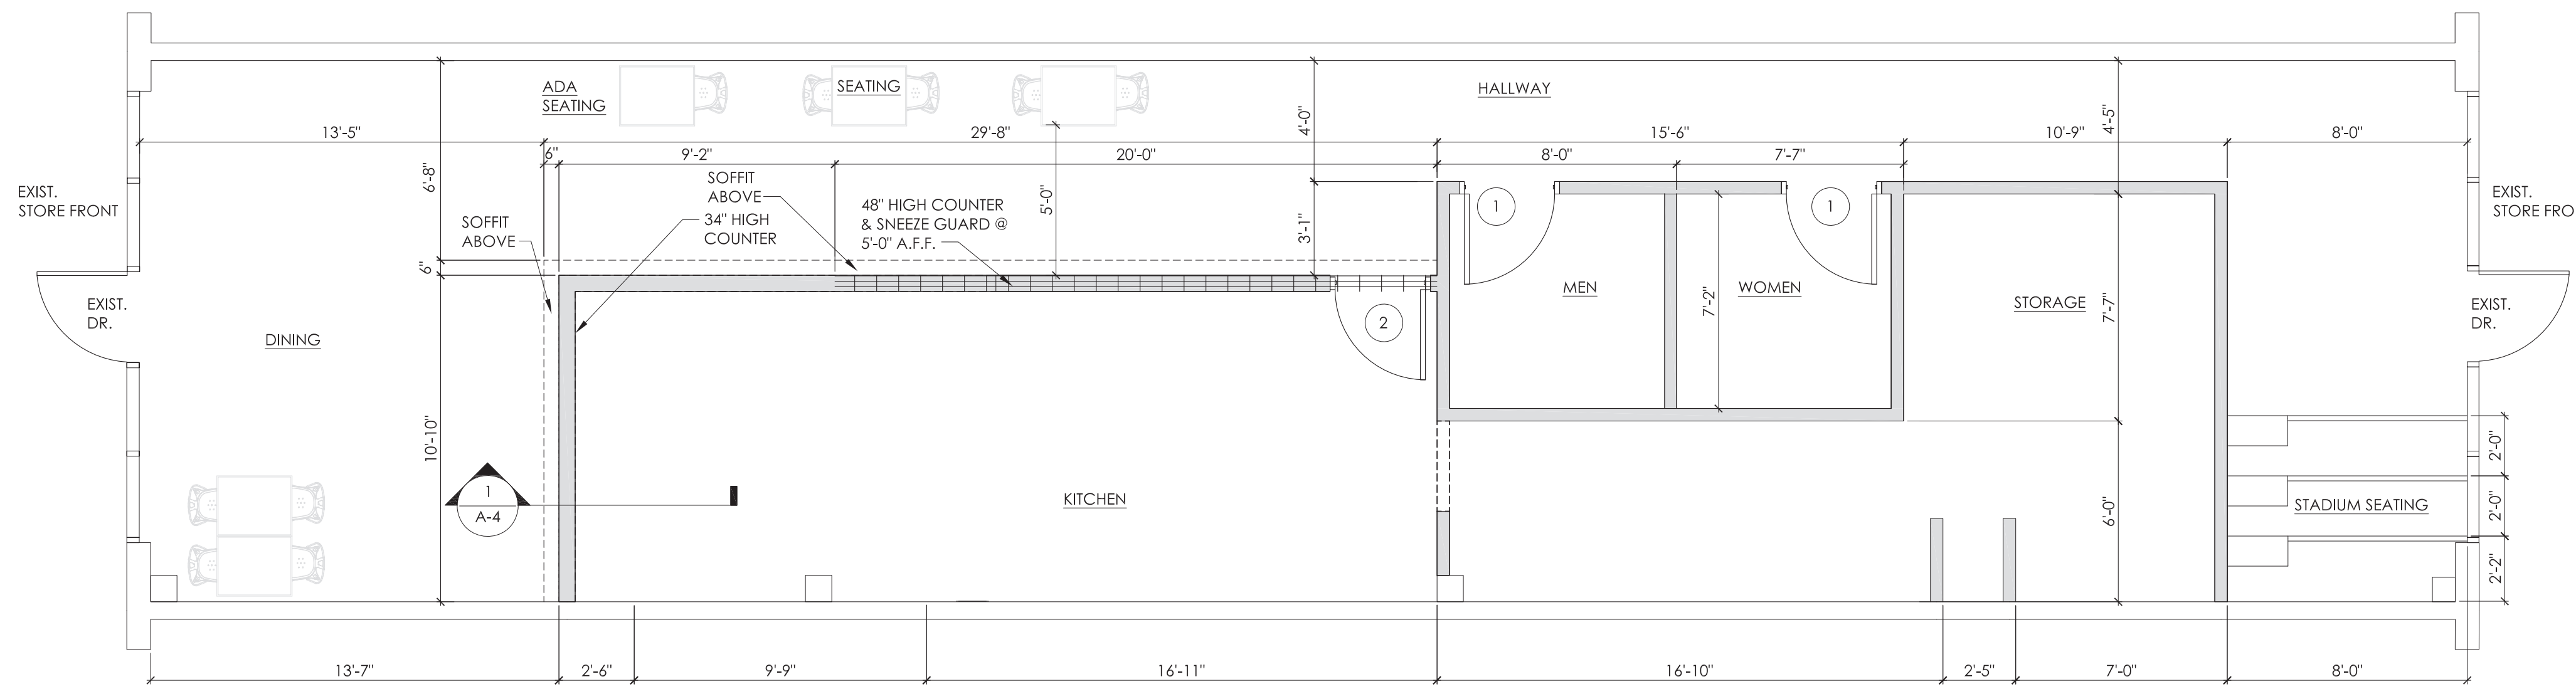 ADA
SEATING
SEATING
HALLWAY
13'-5"
29'-8"
15'-6"
10'-9"
8'-0"
4'-0"
4'-5"
6"
9'-2"
20'-0"
8'-0"
7'-7"
6'-8"
EXIST.
STORE FRONT
SOFFIT
ABOVE
SOFFIT
ABOVE
34" HIGH
COUNTER
48" HIGH COUNTER
& SNEEZE GUARD @
5'-0" A.F.F.
5'-0"
3'-1"
1
1
EXIST.
STORE FRO
6"
EXIST.
DR.
DINING
2
MEN
WOMEN
7'-2"
STORAGE
7'-7"
EXIST.
DR.
10'-10"
1
A-4
KITCHEN
6'-0"
STADIUM SEATING
2'-0"
2'-0"
2'-2"
13'-7"
2'-6"
9'-9"
16'-11"
16'-10"
2'-5"
7'-0"
8'-0"